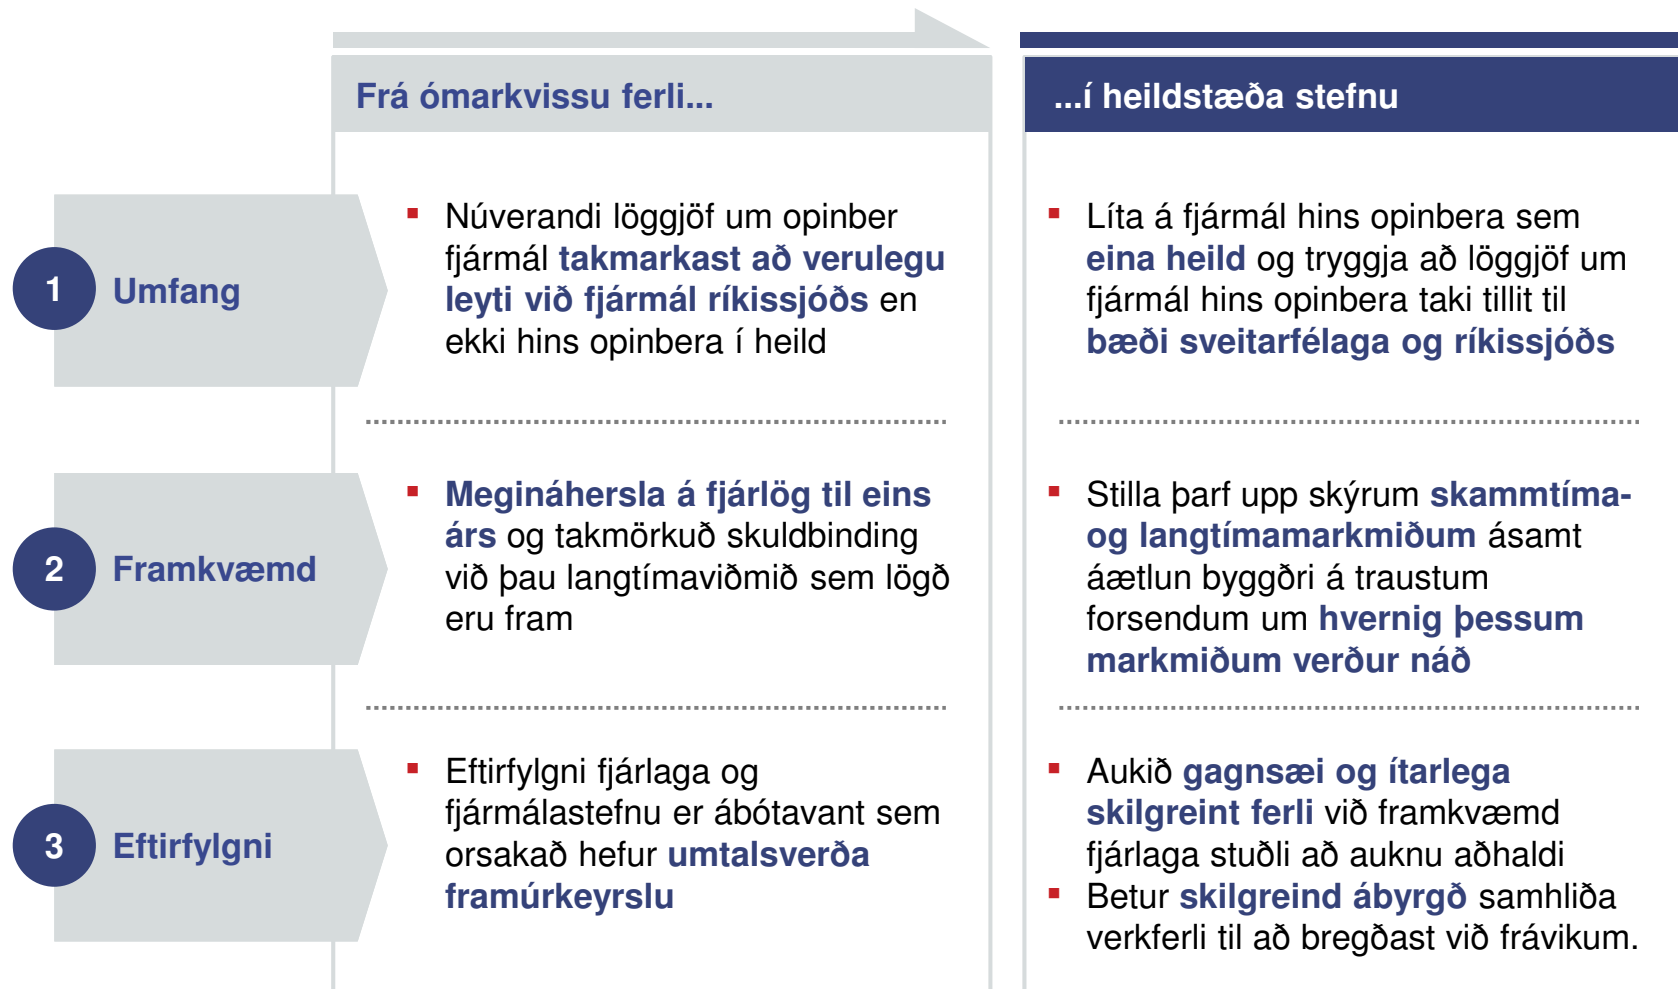 Frá ómarkvissu ferli...
...í heildstæða stefnu
1
Umfang
Núverandi löggjöf um opinber
fjármál takmarkast að verulegu
leyti við fjármál ríkissjóðs en
ekki hins opinbera í heild
Líta á fjármál hins opinbera sem
eina heild og tryggja að löggjöf um
fjármál hins opinbera taki tillit til
bæði sveitarfélaga og ríkissjóðs
2
Framkvæmd
Megináhersla á fjárlög til eins
árs og takmörkuð skuldbinding
við þau langtímaviðmið sem lögð
eru fram
Stilla þarf upp skýrum skammtíma-
og langtímamarkmiðum ásamt
áætlun byggðri á traustum
forsendum um hvernig þessum
markmiðum verður náð
3
Eftirfylgni
Eftirfylgni fjárlaga og
fjármálastefnu er ábótavant sem
orsakað hefur umtalsverða
framúrkeyrslu
Aukið gagnsæi og ítarlega
skilgreint ferli við framkvæmd
fjárlaga stuðli að auknu aðhaldi
Betur skilgreind ábyrgð samhliða
verkferli til að bregðast við frávikum.